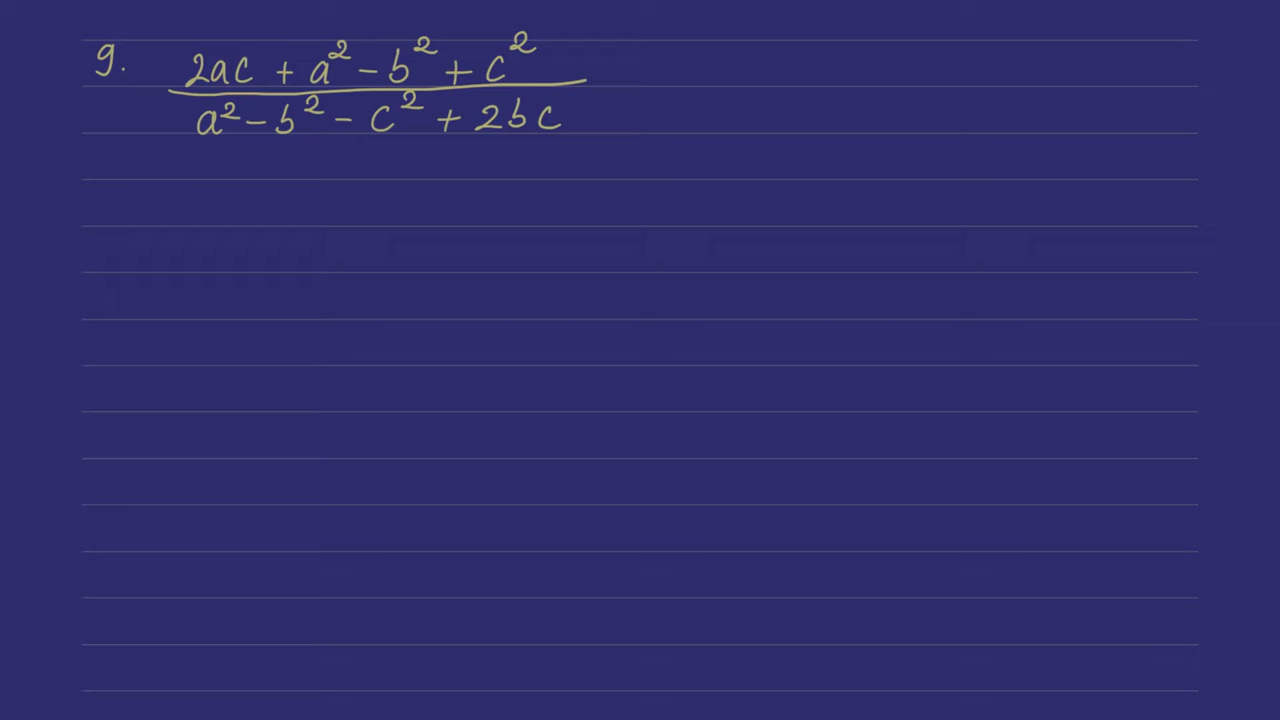 9. 2ac + a² - b² + c²
a² - b² - c² + 2bc